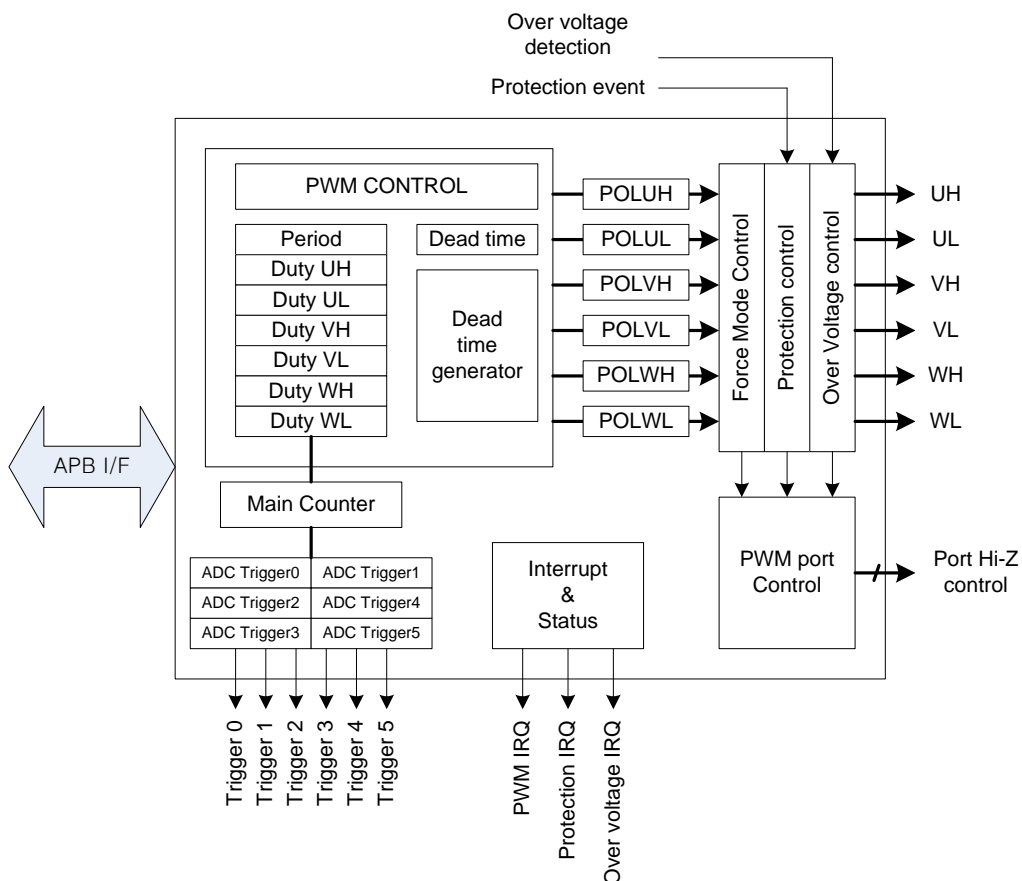 Over voltage
detection
Protection event
PWM CONTROL
Period
Duty UH
Duty UL
Duty VH
Duty VL
Duty WH
Duty WL
Dead time
Dead
time
generator
POLUH
POLUL
POLVH
POLVL
POLWH
POLWL
Force Mode Control
Protection control
Over Voltage control
UH
UL
VH
VL
WH
WL
APB I/F
Main Counter
ADC Trigger0
ADC Trigger1
ADC Trigger2
ADC Trigger4
ADC Trigger3
ADC Trigger5
Interrupt
&
Status
PWM port
Control
Port Hi-Z
control
Trigger 0
Trigger 1
Trigger 2
Trigger 3
Trigger 4
Trigger 5
PWM IRQ
Protection IRQ
Over voltage IRQ